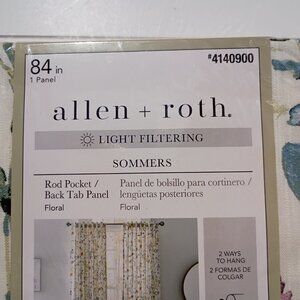 84 in
1 Panel
#4140900
allen + roth®
LIGHT FILTERING
SOMMERS
Rod Pocket /
Back Tab Panel
Floral
Panel de bolsillo para cortinero /
lengüetas posteriores
Floral
2 WAYS
TO HANG
2 FORMAS DE
COLGAR